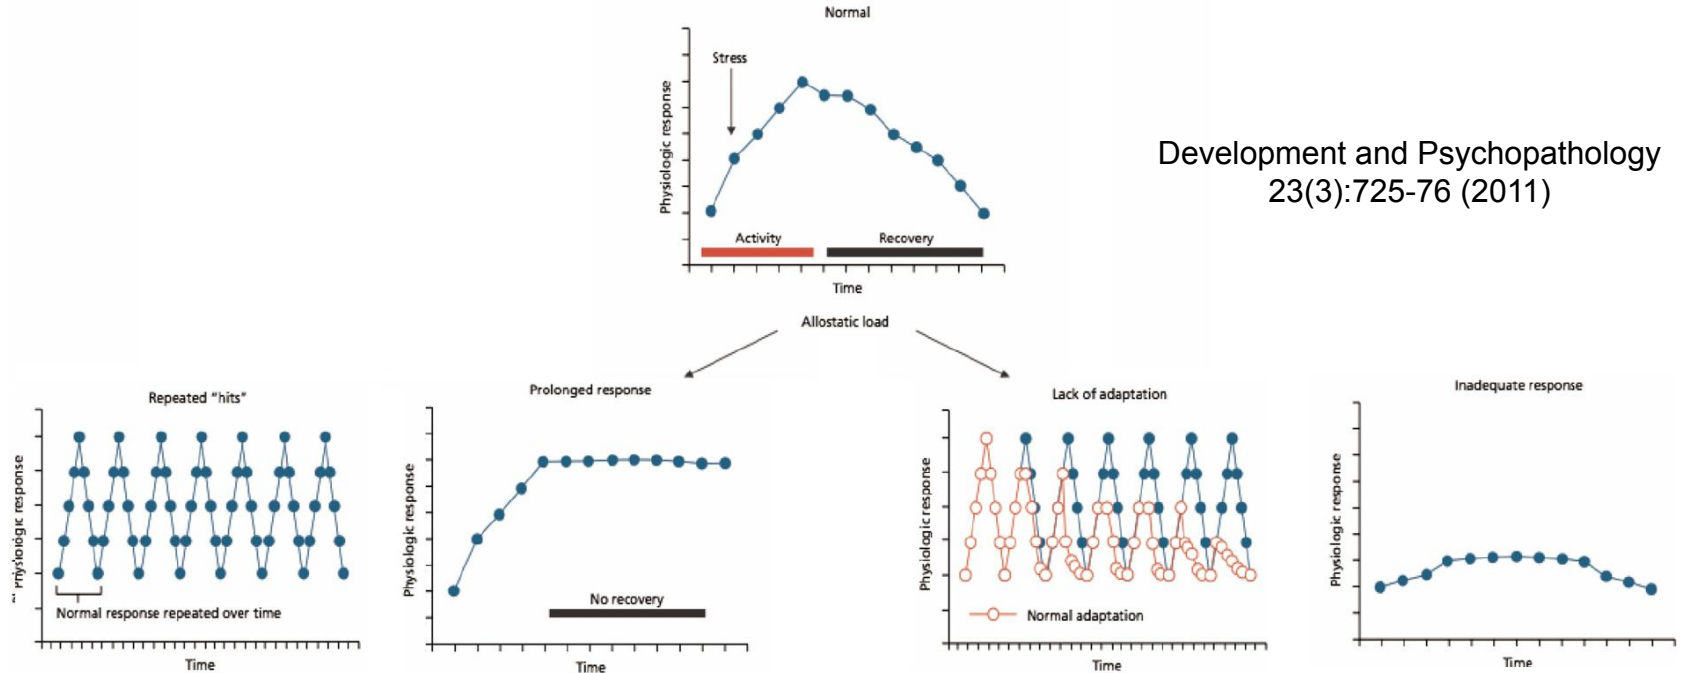 Normal
Stress
Physiologic response
Activity
Recovery
Time
Development and Psychopathology
23(3):725-76 (2011)
Allostatic load
Repeated "hits"
Physiologic response
Normal response repeated over time
Time
Prolonged response
Physiologic response
No recovery
Time
Lack of adaptation
Physiologic response
Normal adaptation
Time
Inadequate response
Physiologic response
Time